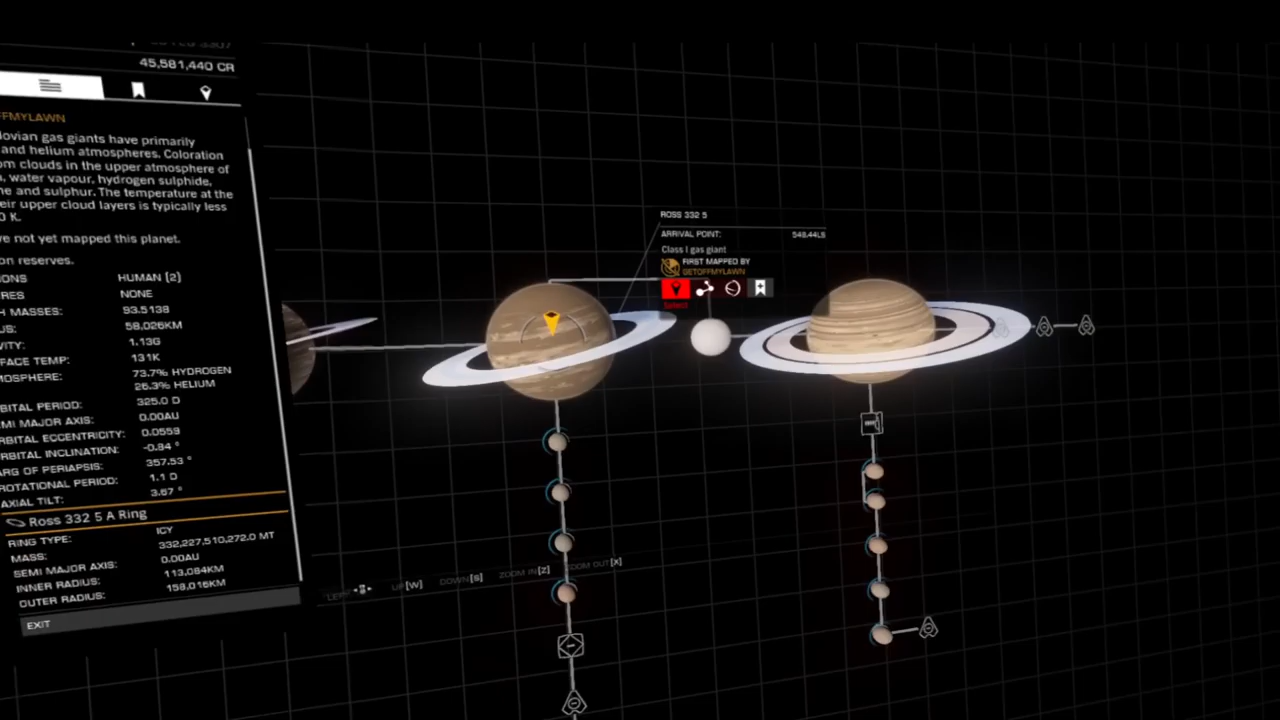 45,581,440 CR
FFMYLAWN
ovian gas giants have primarily
and helium atmospheres. Coloration
om clouds in the upper atmosphere of
, water vapour, hydrogen sulphide,
ne and sulphur. The temperature at the
eir upper cloud layers is typically less
0 K.
ve not yet mapped this planet.
on reserves.
ONS HUMAN [2]
RES NONE
H MASSES: 93.5138
US: 58,026KM
VITY: 1.13G
FACE TEMP: 131K
MOSPHERE: 73.7% HYDROGEN
26.3% HELIUM
BITAL PERIOD: 325.0 D
MI MAJOR AXIS: 0.00AU
ORBITAL ECCENTRICITY: 0.0559
RBITAL INCLINATION: -0.84 °
ARG OF PERIAPSIS: 357.53 °
ROTATIONAL PERIOD: 1.1 D
AXIAL TILT: 3.67 °
Ross 332 5 A Ring
RING TYPE: ICY
MASS: 332,227,510,272.0 MT
SEMI MAJOR AXIS: 0.00AU
INNER RADIUS: 113,084KM
OUTER RADIUS: 158,016KM
EXIT
ROSS 332 5
ARRIVAL POINT: 548.44LS
Class I gas giant
FIRST MAPPED BY
GETOFFMYLAWN
Select
UP[W] DOWN[S] ZOOM IN[Z] ZOOM OUT[X]